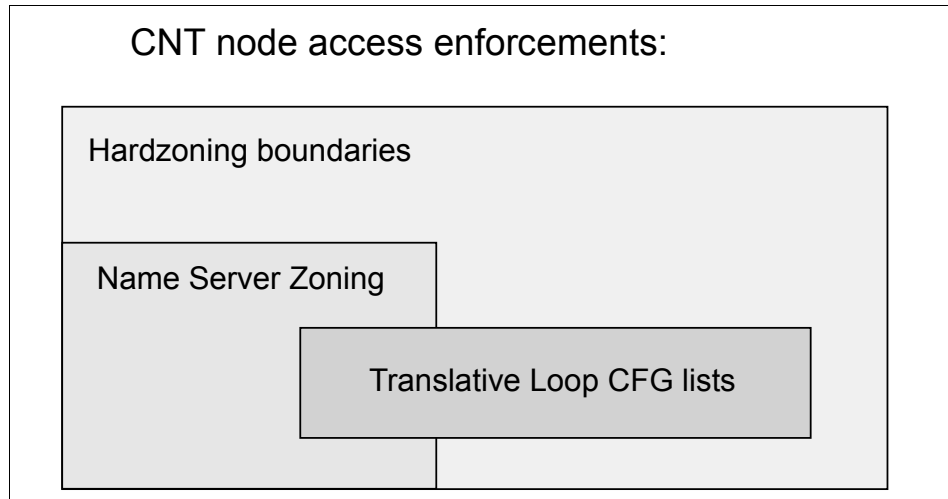 CNT node access enforcements:
Hardzoning boundaries
Name Server Zoning
Translative Loop CFG lists